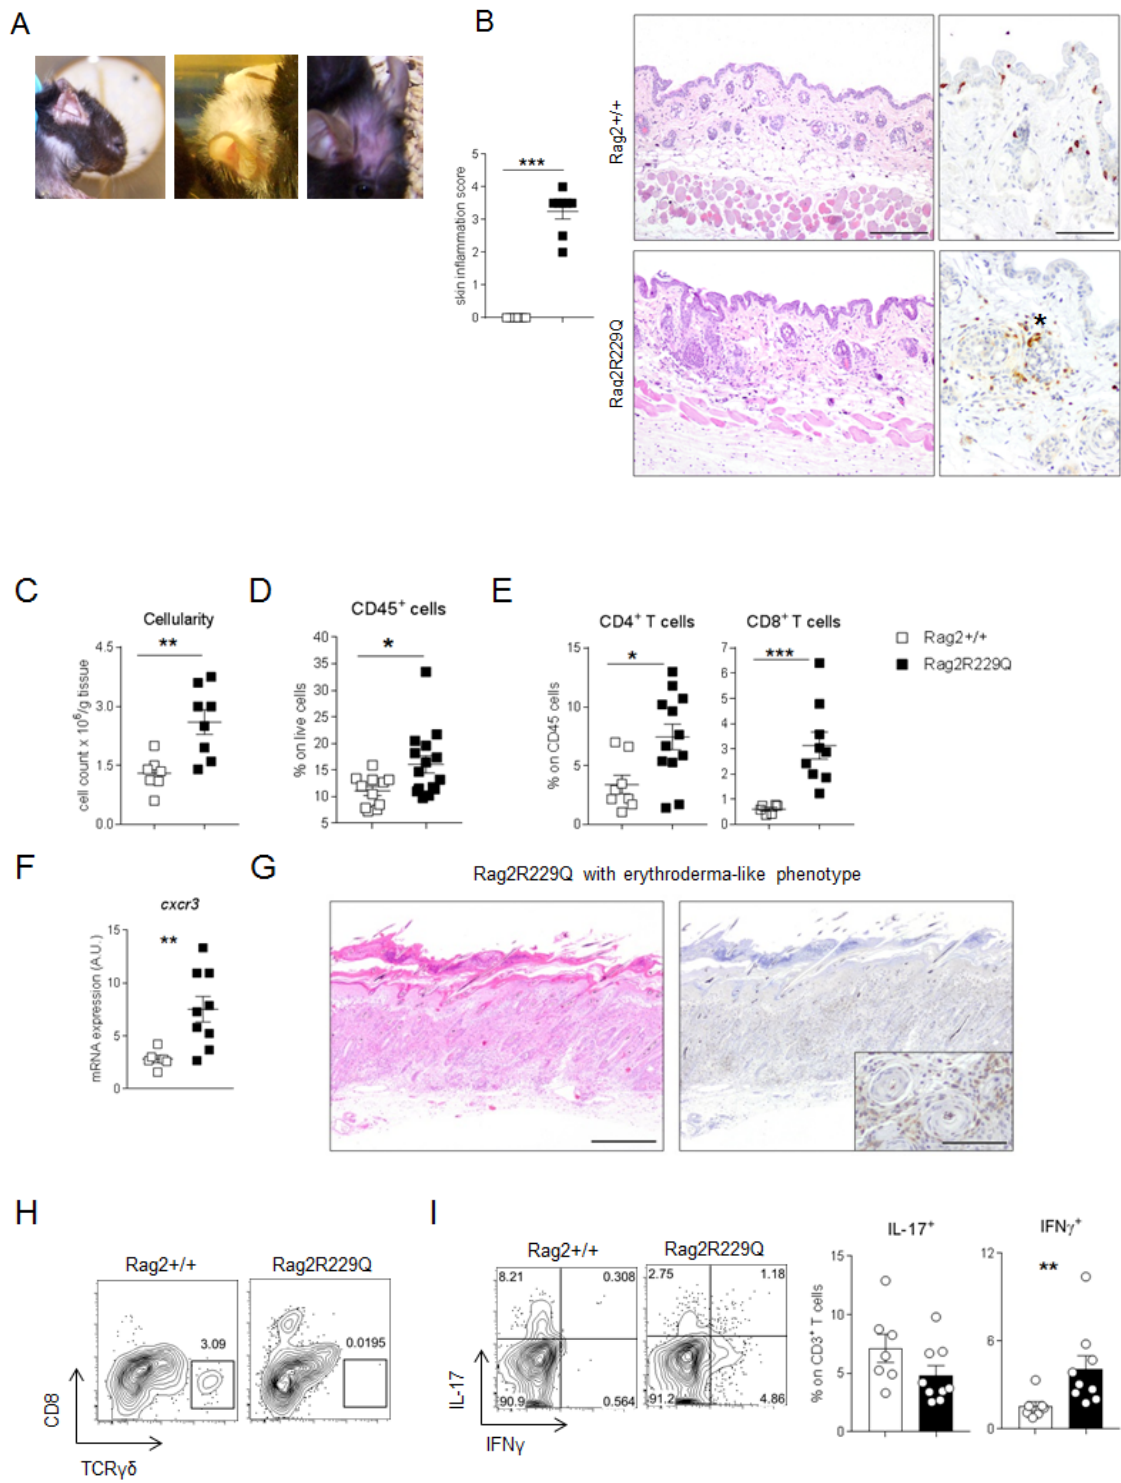 A
B
Rag2+/+
Rag2R229Q
skin inflammation score
5
4
3
2
1
0
***
*
C
Cellularity
**
cell count x 10⁶/g tissue
4.5
3.0
1.5
0.0
D
CD45⁺ cells
*
% on live cells
40
35
30
25
20
15
10
5
E
CD4⁺ T cells
*
% on CD45 cells
15
10
5
0
CD8⁺ T cells
***
7
6
5
4
3
2
1
0
Rag2+/+
Rag2R229Q
F
cxcr3
**
mRNA expression (A.U.)
15
10
5
0
G
Rag2R229Q with erythroderma-like phenotype
H
Rag2+/+
Rag2R229Q
3.09
0.0195
CD8
TCRγδ
I
Rag2+/+
Rag2R229Q
8.21
0.308
90.9
0.564
2.75
1.18
91.2
4.86
IL-17
IFNγ
IL-17⁺
% on CD3⁺ T cells
15
10
5
0
IFNγ⁺
**
12
6
0